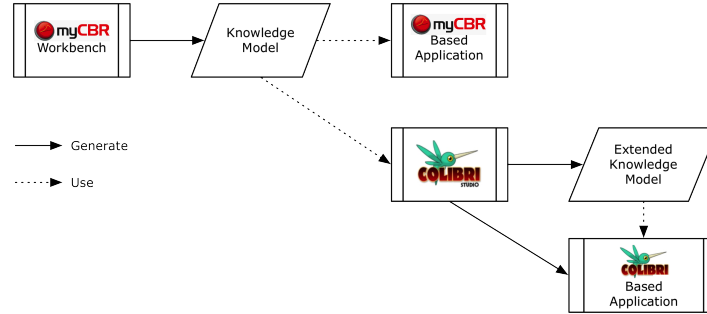 myCBR
Workbench
Knowledge
Model
myCBR
Based
Application
Generate
Use
COLIBRI
STUDIO
Extended
Knowledge
Model
COLIBRI
Based
Application